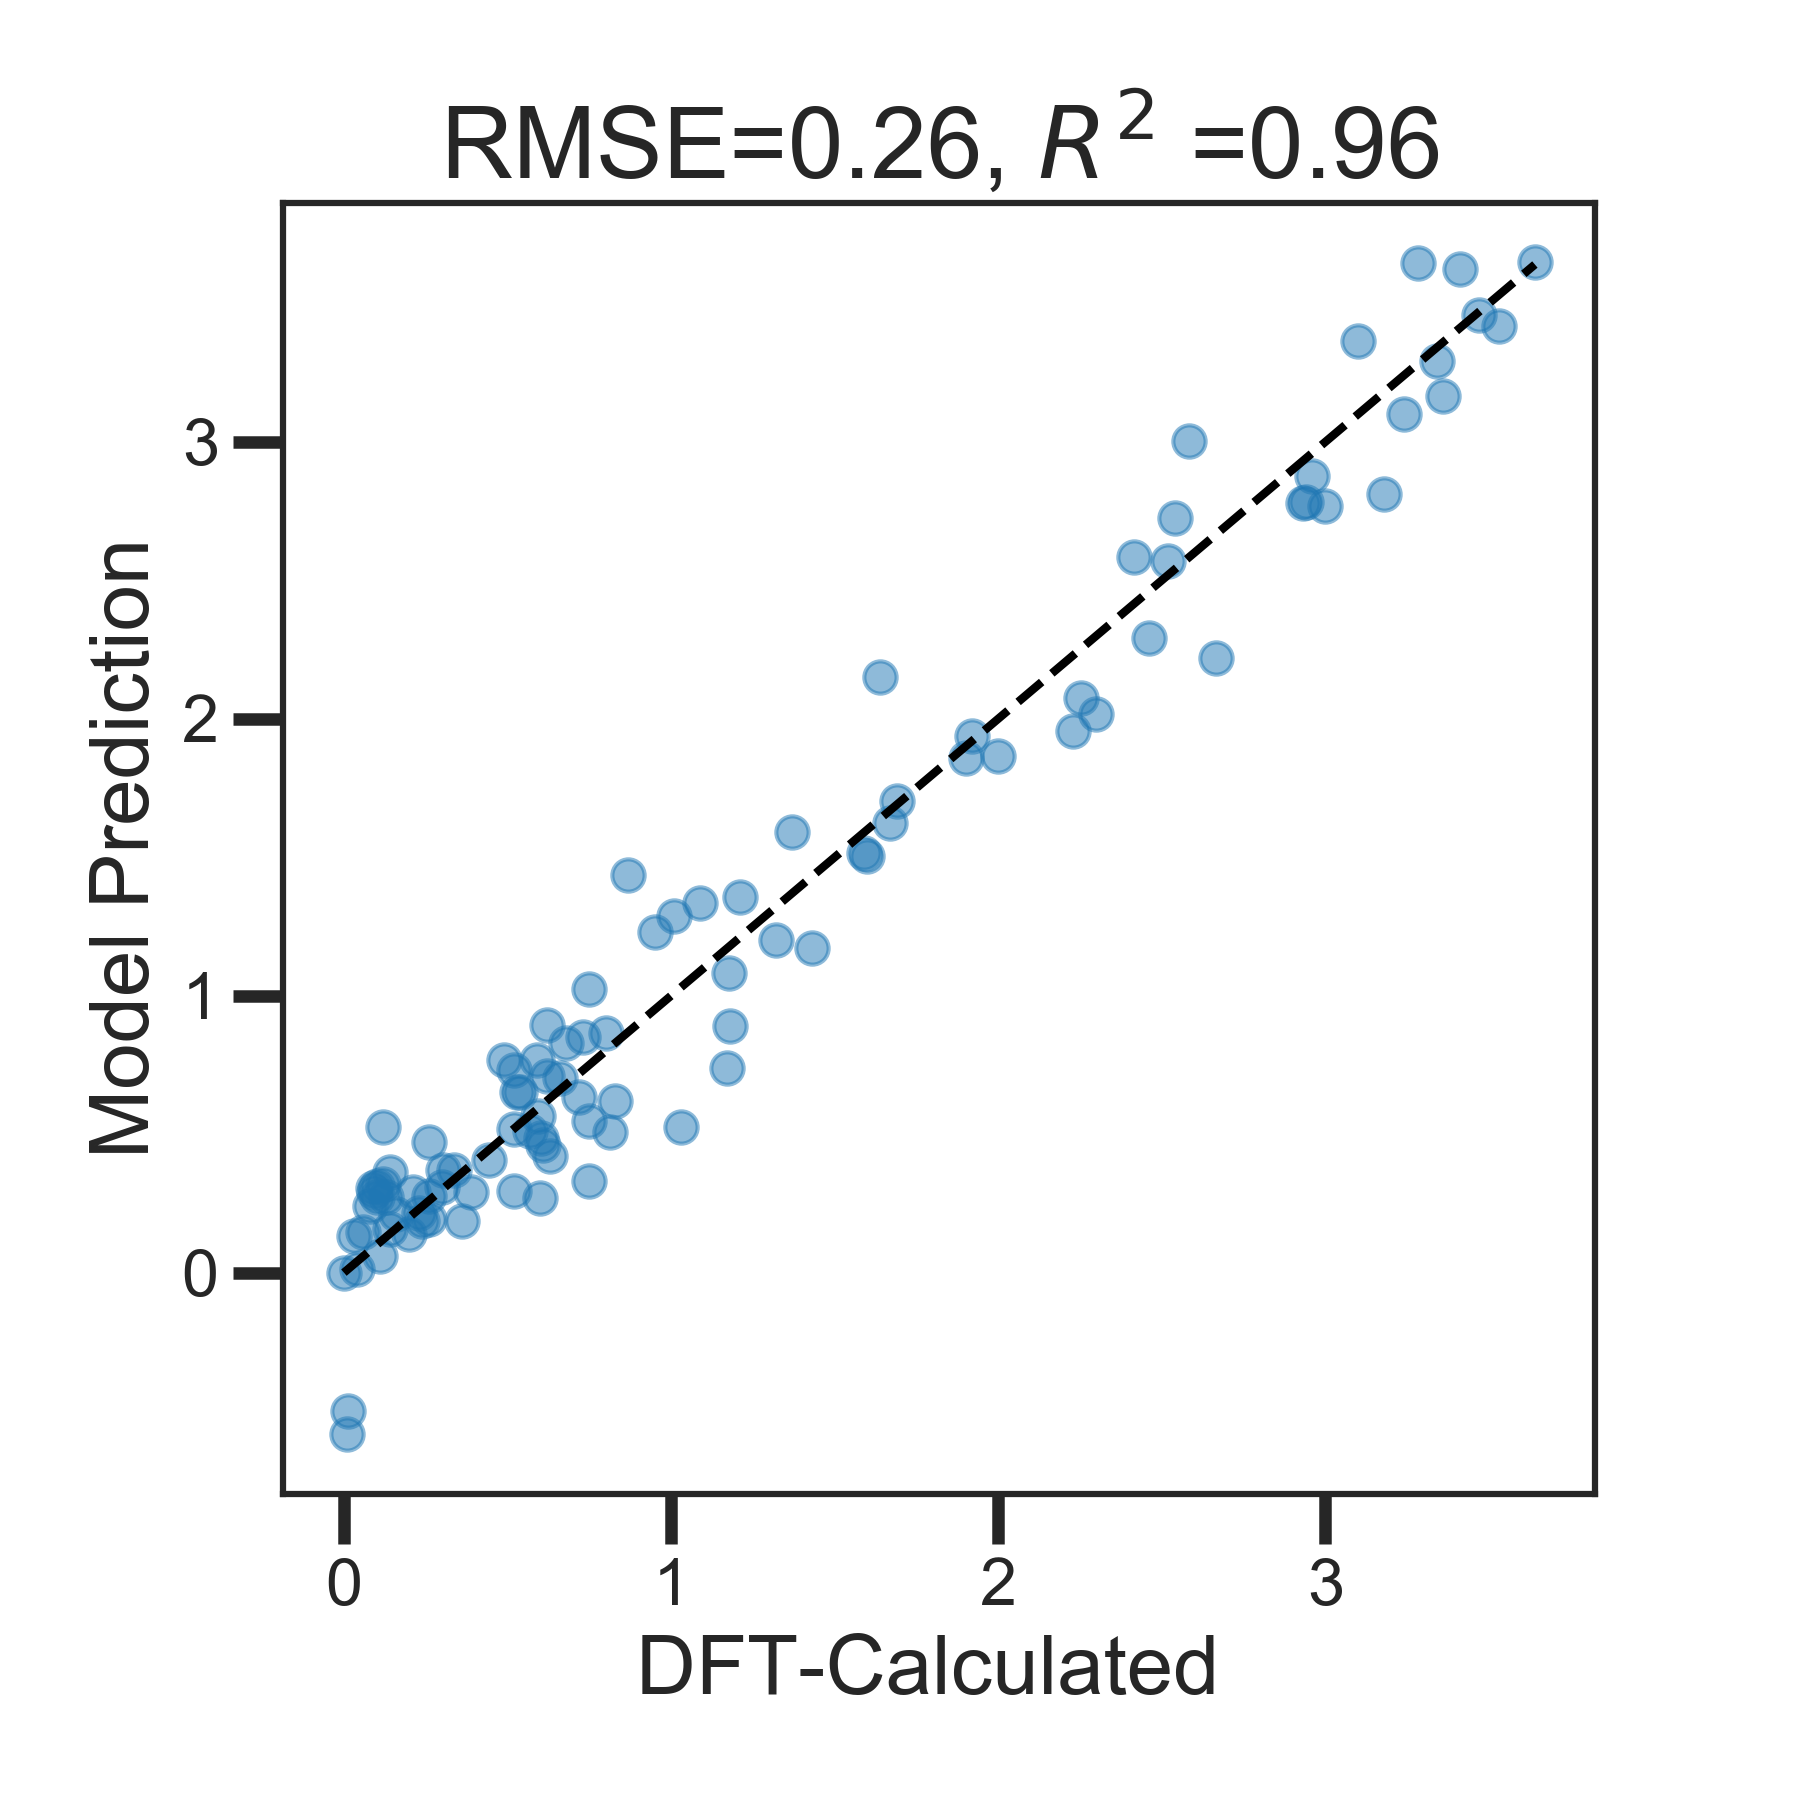 RMSE=0.26, R² =0.96
Model Prediction
3
2
1
0
0 1 2 3
DFT-Calculated